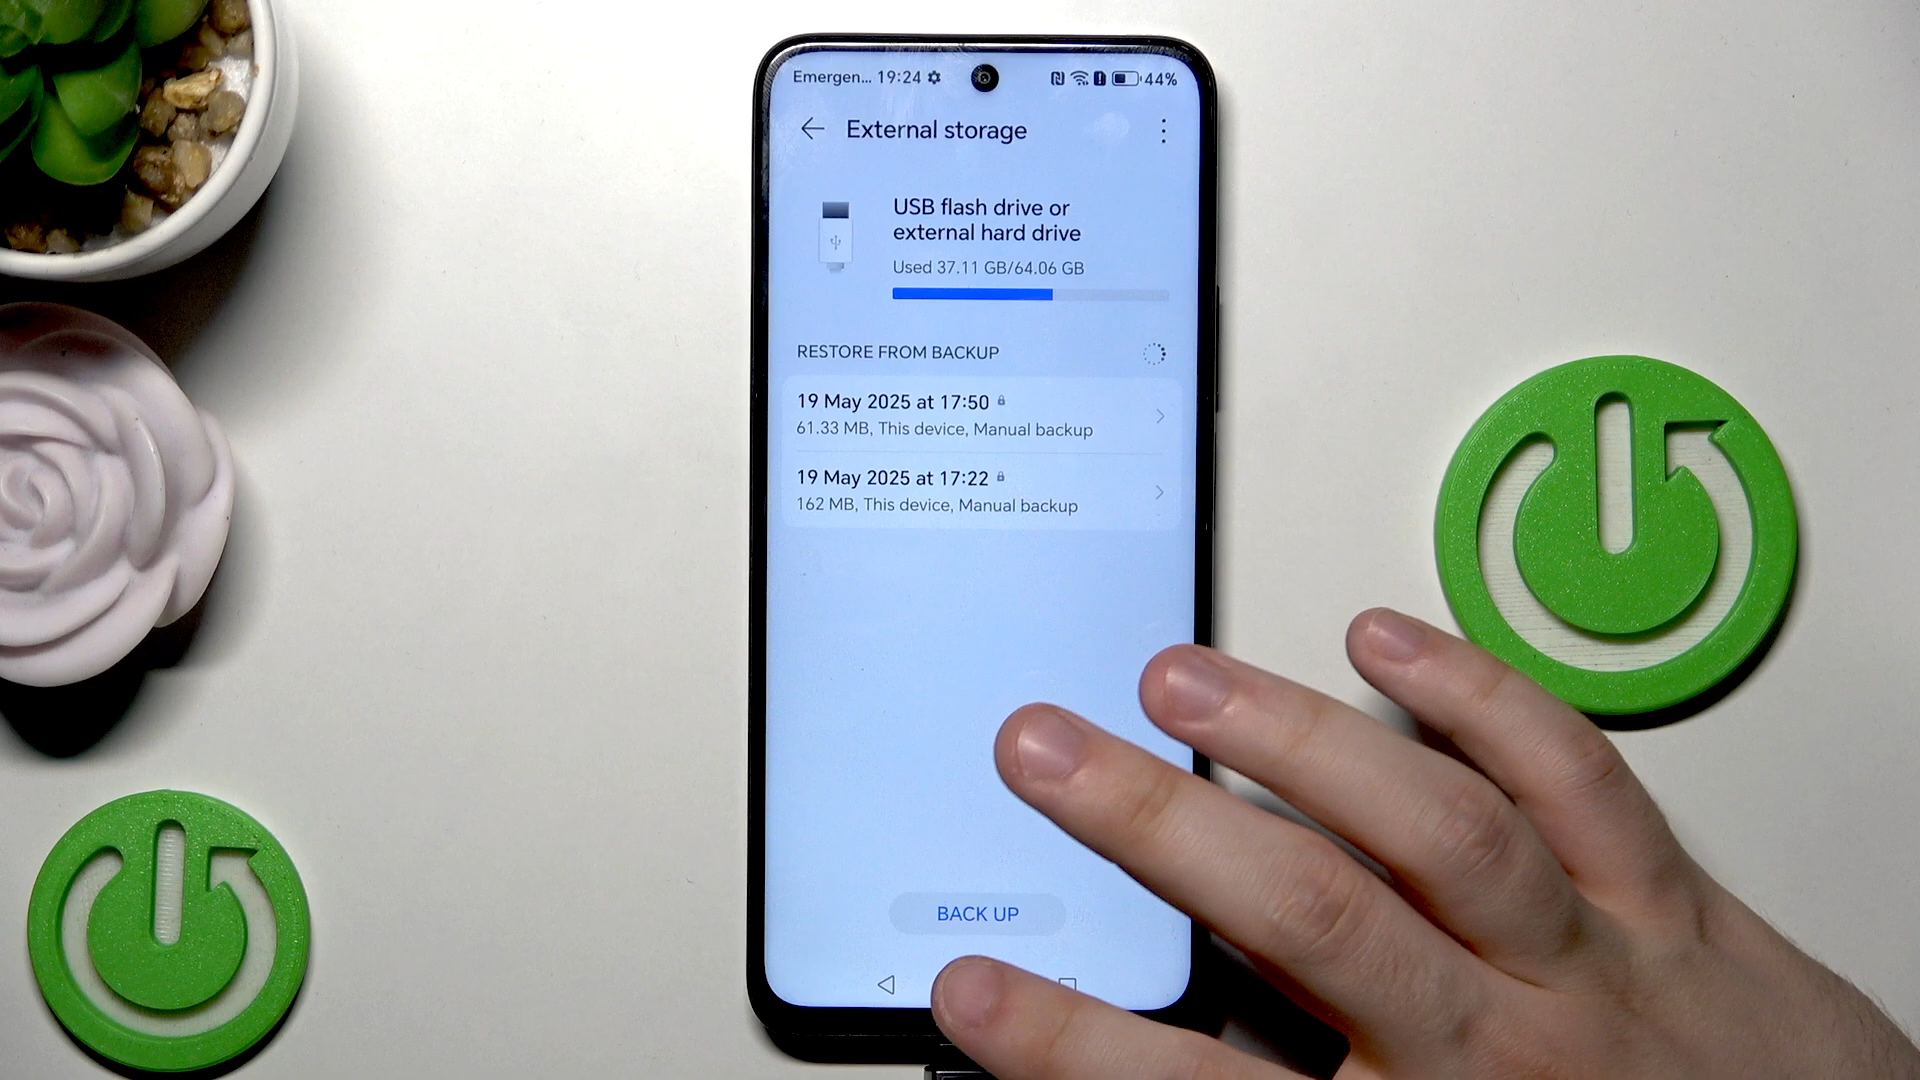 Emergen... 19:24 44%
External storage
USB flash drive or
external hard drive
Used 37.11 GB/64.06 GB
RESTORE FROM BACKUP
19 May 2025 at 17:50
61.33 MB, This device, Manual backup
19 May 2025 at 17:22
162 MB, This device, Manual backup
BACK UP